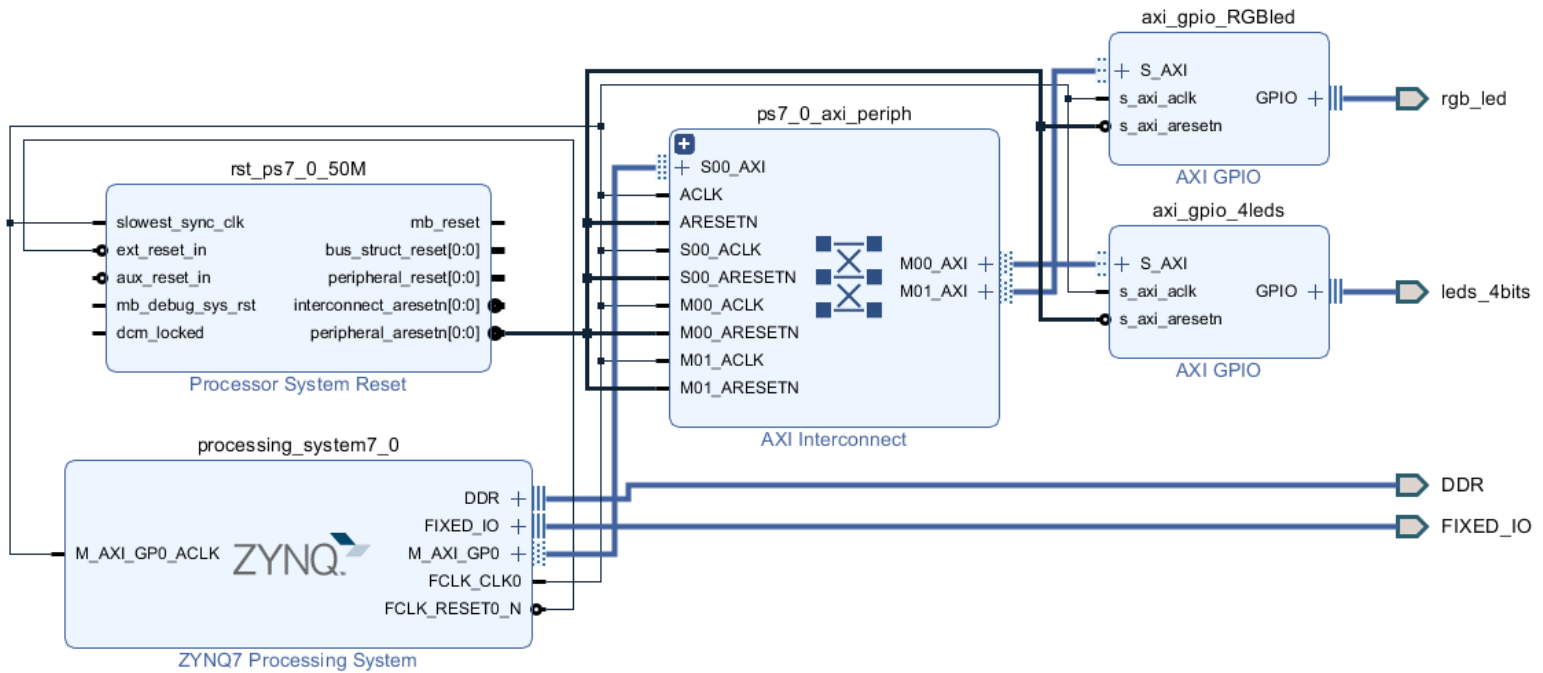 axi_gpio_RGBled
S_AXI
s_axi_aclk
s_axi_aresetn
GPIO
AXI GPIO
rgb_led
ps7_0_axi_periph
S00_AXI
ACLK
ARESETN
S00_ACLK
S00_ARESETN
M00_ACLK
M00_ARESETN
M01_ACLK
M01_ARESETN
M00_AXI
M01_AXI
AXI Interconnect
rst_ps7_0_50M
slowest_sync_clk
ext_reset_in
aux_reset_in
mb_debug_sys_rst
dcm_locked
mb_reset
bus_struct_reset[0:0]
peripheral_reset[0:0]
interconnect_aresetn[0:0]
peripheral_aresetn[0:0]
Processor System Reset
axi_gpio_4leds
S_AXI
s_axi_aclk
s_axi_aresetn
GPIO
AXI GPIO
leds_4bits
processing_system7_0
M_AXI_GP0_ACLK
ZYNQ
DDR
FIXED_IO
M_AXI_GP0
FCLK_CLK0
FCLK_RESET0_N
ZYNQ7 Processing System
DDR
FIXED_IO